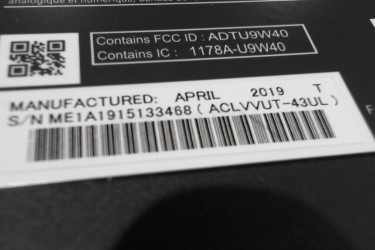 analogique et numérique,
Contains FCC ID : ADTU9W40
Contains IC : 1178A-U9W40
MANUFACTURED: APRIL 2019 T
S/N ME1A1915133468 ( ACLVVUT-43UL )